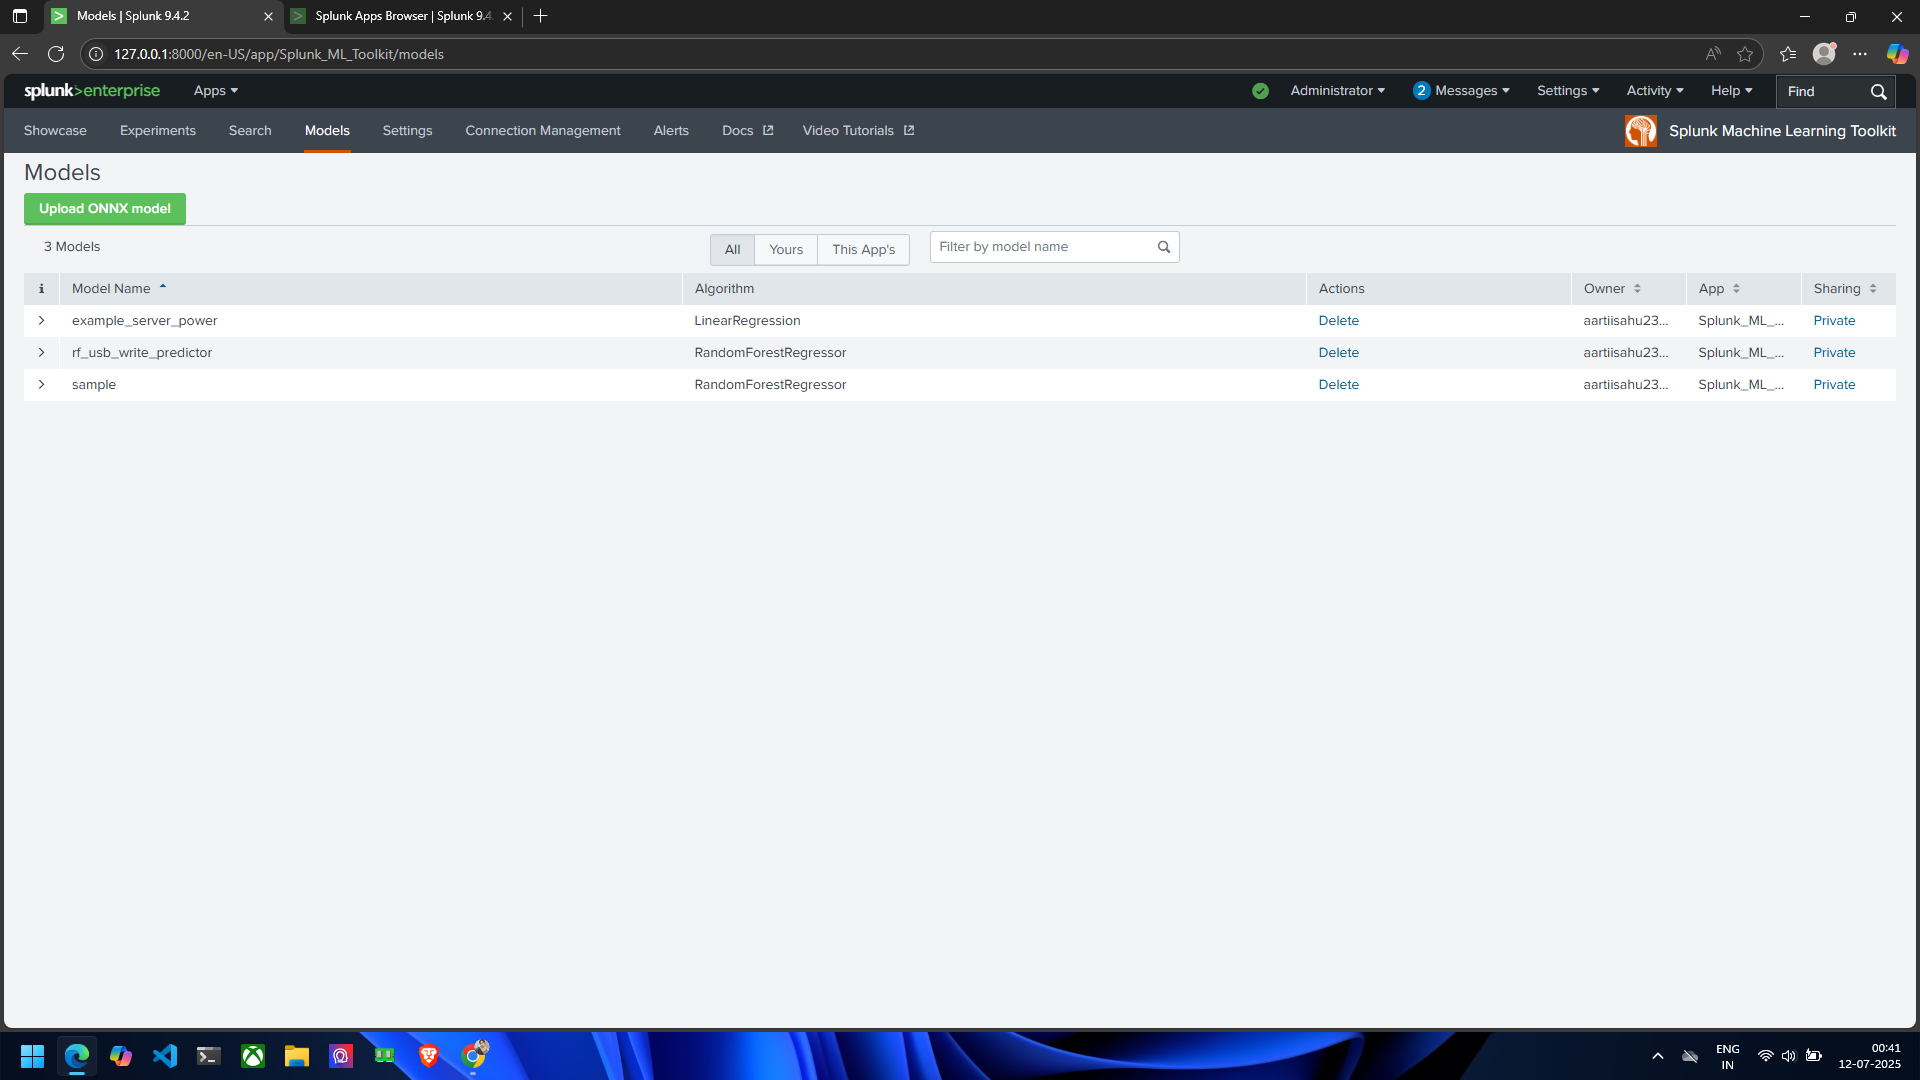 Models | Splunk 9.4.2
Splunk Apps Browser | Splunk 9.4.
127.0.0.1:8000/en-US/app/Splunk_ML_Toolkit/models
splunk>enterprise Apps Administrator 2 Messages Settings Activity Help Find
Showcase Experiments Search Models Settings Connection Management Alerts Docs Video Tutorials Splunk Machine Learning Toolkit
Models
Upload ONNX model
3 Models All Yours This App's Filter by model name
i Model Name Algorithm Actions Owner App Sharing
example_server_power LinearRegression Delete aartiisahu23... Splunk_ML_... Private
rf_usb_write_predictor RandomForestRegressor Delete aartiisahu23... Splunk_ML_... Private
sample RandomForestRegressor Delete aartiisahu23... Splunk_ML_... Private
ENG
IN
00:41
12-07-2025